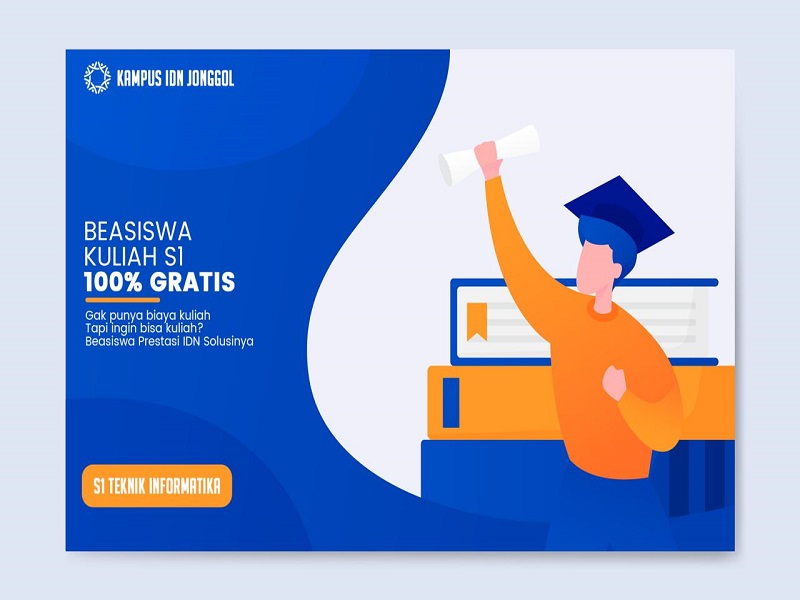 KAMPUS IDN JONGGOL
BEASISWA
KULIAH S1
100% GRATIS
Gak punya biaya kuliah
Tapi ingin bisa kuliah?
Beasiswa Prestasi IDN Solusinya
S1 TEKNIK INFORMATIKA